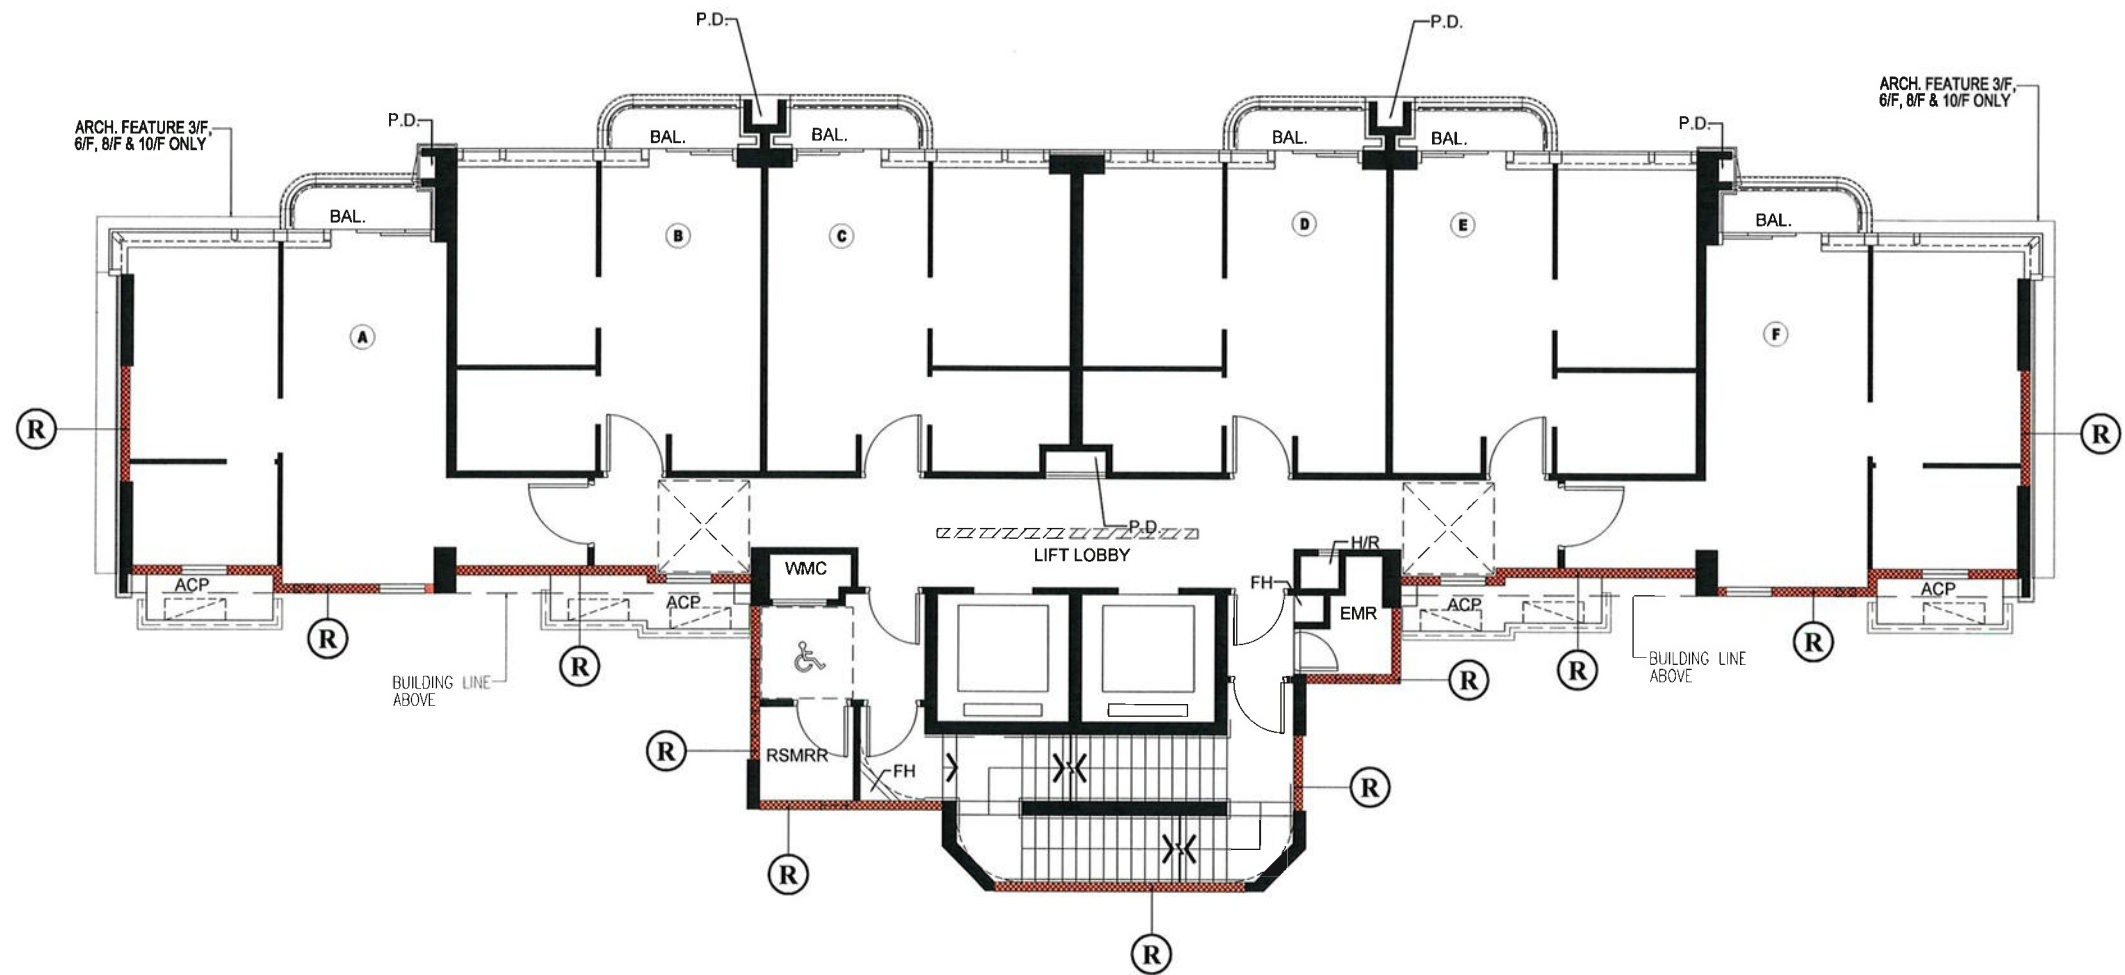 P.D.
P.D.
ARCH. FEATURE 3/F,
6/F, 8/F & 10/F ONLY
ARCH. FEATURE 3/F,
6/F, 8/F & 10/F ONLY
P.D.
P.D.
BAL.
BAL.
BAL.
BAL.
BAL.
BAL.
A
B
C
D
E
F
R
R
P.D.
LIFT LOBBY
H/R
WMC
FH
EMR
ACP
ACP
ACP
ACP
R
R
R
R
R
BUILDING LINE
ABOVE
BUILDING LINE
ABOVE
R
RSMRR
FH
R
R
R